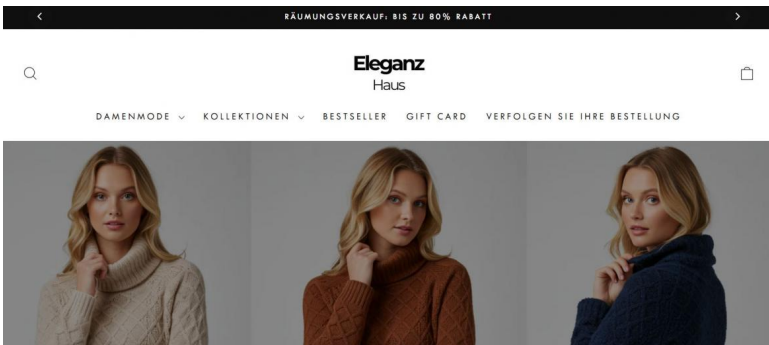 RÄUMUNGSVERKAUF: BIS ZU 80% RABATT
Eleganz
Haus
DAMENMODE KOLLEKTIONEN BESTSELLER GIFT CARD VERFOLGEN SIE IHRE BESTELLUNG